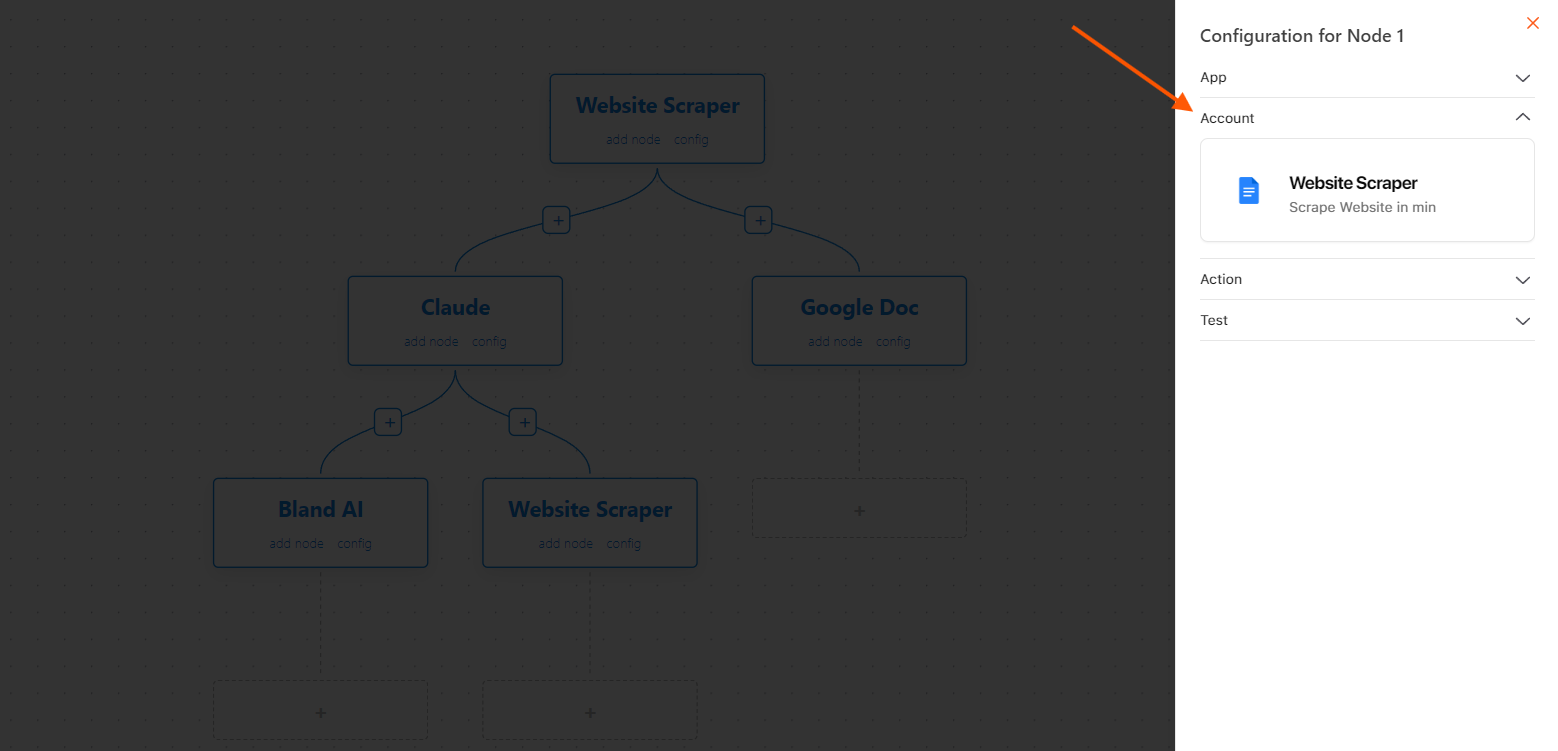 Configuration for Node 1
App
Account
Website Scraper
Scrape Website in min
Action
Test
Website Scraper
add node config
+ +
Claude
add node config
Google Doc
add node config
+ +
Bland AI
add node config
Website Scraper
add node config
+
+ +